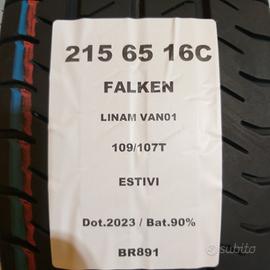 215 65 16C
FALKEN
LINAM VAN01
109/107T
ESTIVI
Dot.2023 / Bat.90%
BR891
subito